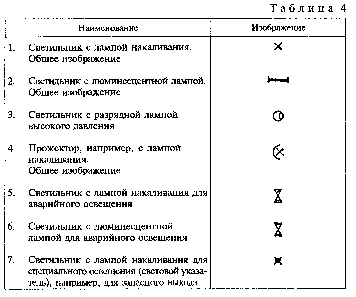 Таблица 4
Наименование Изображение
1. Светильник с лампой накаливания.
Общее изображение
2. Светильник с люминесцентной лампой.
Общее изображение
3. Светильник с разрядной лампой
высокого давления
4 Прожектор, например, с лампой
накаливания.
Общее изображение
5. Светильник с лампой накаливания для
аварийного освещения
6. Светильник с люминесцентной
лампой для аварийного освещения
7. Светильник с лампой накаливания для
специального освещения (световой указа-
тель), например, для запасного выхода